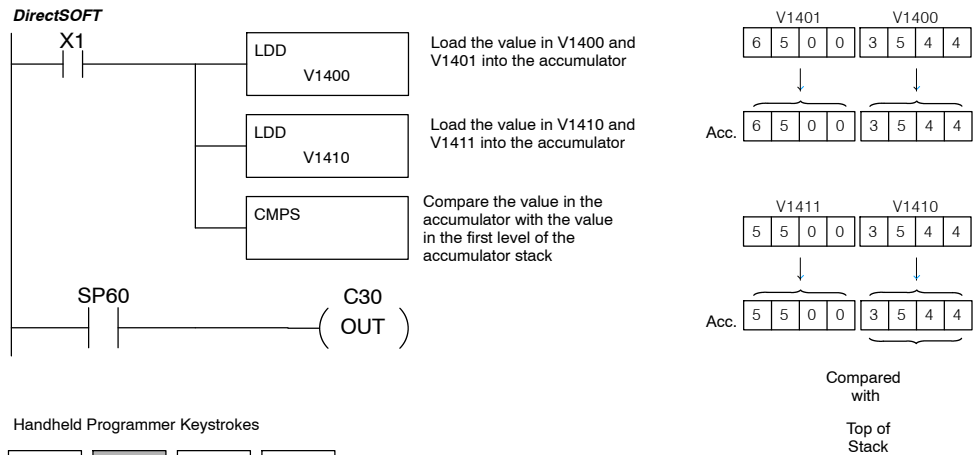 DirectSOFT
X1
LDD
V1400
Load the value in V1400 and
V1401 into the accumulator
LDD
V1410
Load the value in V1410 and
V1411 into the accumulator
CMPS
Compare the value in the
accumulator with the value
in the first level of the
accumulator stack
SP60
C30
OUT
V1401 V1400
6 5 0 0 3 5 4 4
Acc. 6 5 0 0 3 5 4 4
V1411 V1410
5 5 0 0 3 5 4 4
Acc. 5 5 0 0 3 5 4 4
Compared
with
Top of
Stack
Handheld Programmer Keystrokes